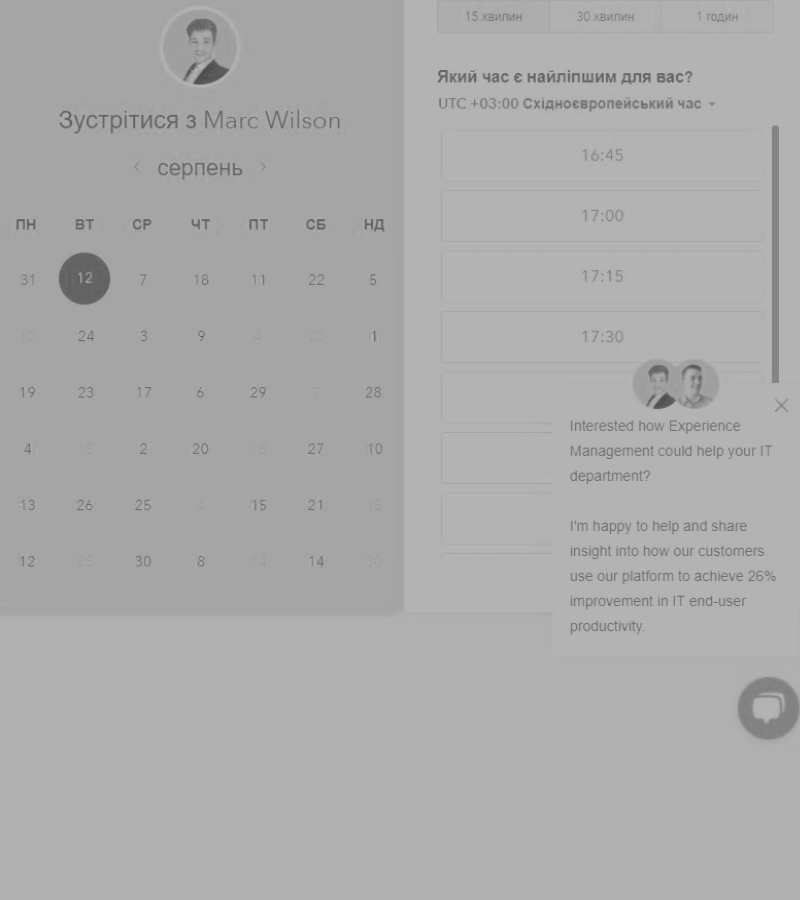 Зустрітися з Marc Wilson
серпень
ПН ВТ СР ЧТ ПТ СБ НД
31 12 7 18 11 22 5
12 24 3 9 4 23 1
19 23 17 6 29 7 28
4 15 2 20 16 27 10
13 26 25 4 15 21 15
12 25 30 8 14 14 30
15 хвилин 30 хвилин 1 годин
Який час є найліпшим для вас?
UTC +03:00 Східноєвропейський час
16:45
17:00
17:15
17:30
Interested how Experience
Management could help your IT
department?
I'm happy to help and share
insight into how our customers
use our platform to achieve 26%
improvement in IT end-user
productivity.